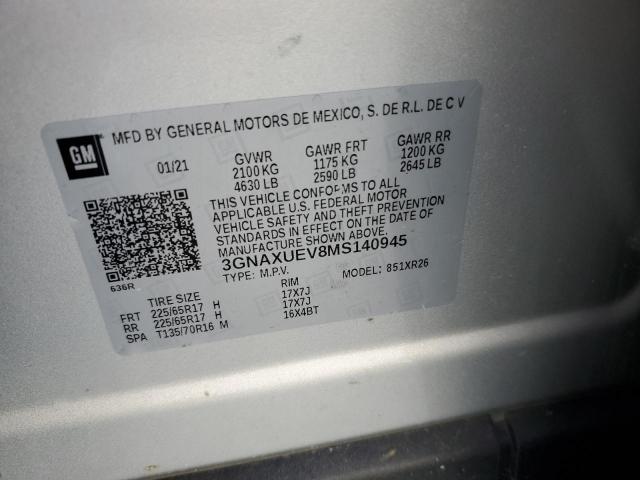 GM
MFD BY GENERAL MOTORS DE MEXICO, S. DE R.L. DE C V
01/21 GVWR GAWR FRT GAWR RR
2100 KG 1175 KG 1200 KG
4630 LB 2590 LB 2645 LB
THIS VEHICLE CONFORMS TO ALL
APPLICABLE U.S. FEDERAL MOTOR
VEHICLE SAFETY AND THEFT PREVENTION
STANDARDS IN EFFECT ON THE DATE OF
MANUFACTURE SHOWN ABOVE.
3GNAXUEV8MS140945
TYPE: M.P.V. MODEL: 851XR26
636R
TIRE SIZE RIM
FRT 225/65R17 H 17X7J
RR 225/65R17 H 17X7J
SPA T135/70R16 M 16X4BT